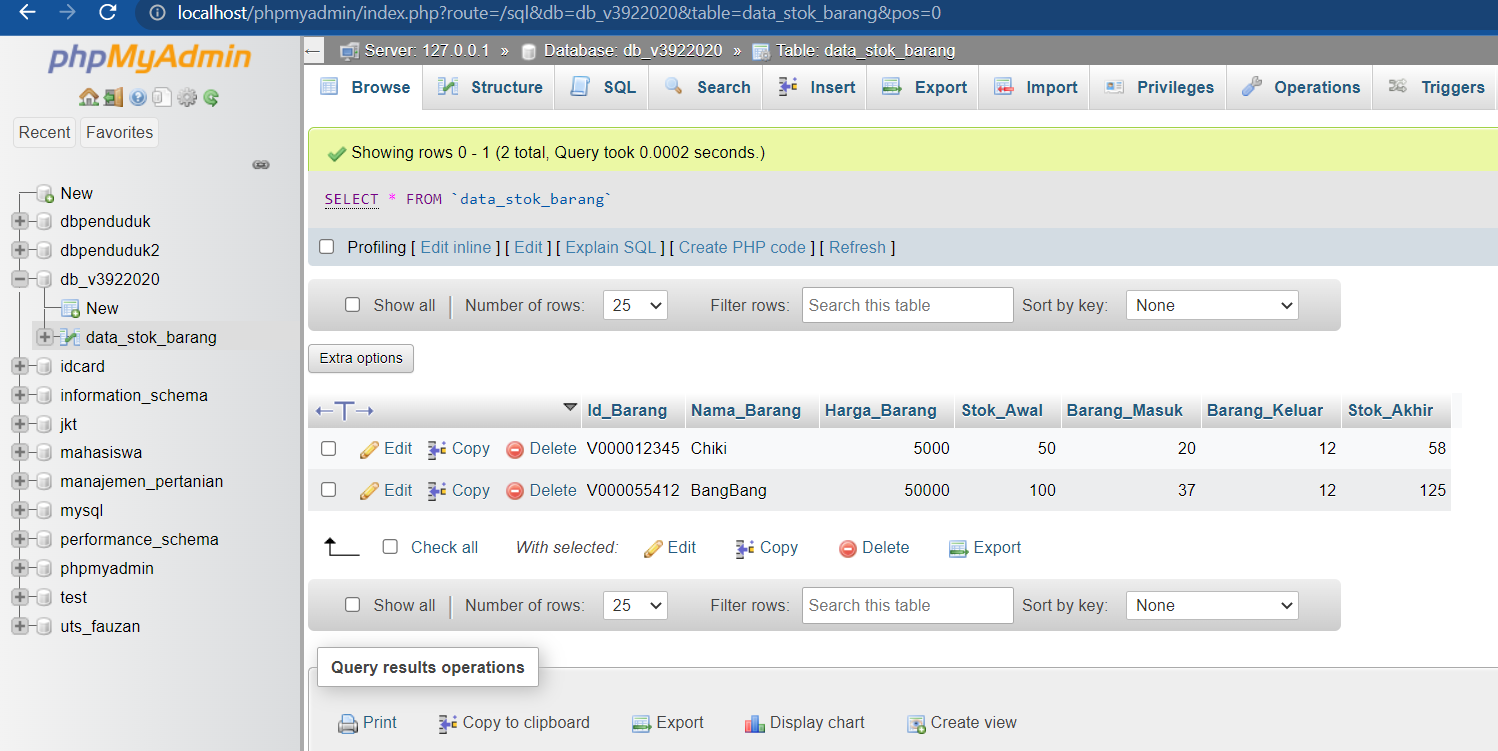 localhost/phpmyadmin/index.php?route=/sql&db=db_v3922020&table=data_stok_barang&pos=0
phpMyAdmin
Recent Favorites
New
dbpenduduk
dbpenduduk2
db_v3922020
New
data_stok_barang
idcard
information_schema
jkt
mahasiswa
manajemen_pertanian
mysql
performance_schema
phpmyadmin
test
uts_fauzan
Server: 127.0.0.1 » Database: db_v3922020 » Table: data_stok_barang
Browse Structure SQL Search Insert Export Import Privileges Operations Triggers
Showing rows 0 - 1 (2 total, Query took 0.0002 seconds.)
SELECT * FROM `data_stok_barang`
Profiling [ Edit inline ] [ Edit ] [ Explain SQL ] [ Create PHP code ] [ Refresh ]
Show all | Number of rows: 25 Filter rows: Search this table Sort by key: None
Extra options
Id_Barang Nama_Barang Harga_Barang Stok_Awal Barang_Masuk Barang_Keluar Stok_Akhir
Edit Copy Delete V000012345 Chiki 5000 50 20 12 58
Edit Copy Delete V000055412 BangBang 50000 100 37 12 125
Check all With selected: Edit Copy Delete Export
Show all | Number of rows: 25 Filter rows: Search this table Sort by key: None
Query results operations
Print Copy to clipboard Export Display chart Create view